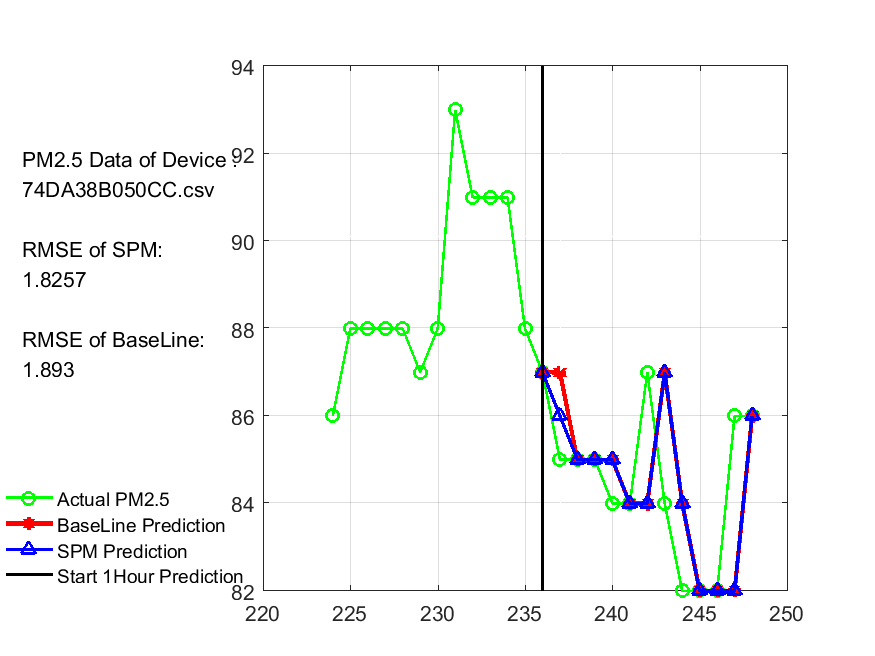 PM2.5 Data of Device :
74DA38B050CC.csv
RMSE of SPM:
1.8257
RMSE of BaseLine:
1.893
Actual PM2.5
BaseLine Prediction
SPM Prediction
Start 1Hour Prediction
94
92
90
88
86
84
82
220
225
230
235
240
245
250